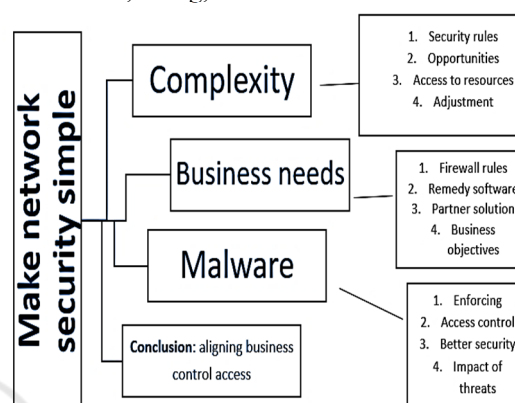 Make network
security simple
Complexity
1. Security rules
2. Opportunities
3. Access to resources
4. Adjustment
Business needs
1. Firewall rules
2. Remedy software
3. Partner solution
4. Business
objectives
Malware
1. Enforcing
2. Access control
3. Better security
4. Impact of
threats
Conclusion: aligning business
control access